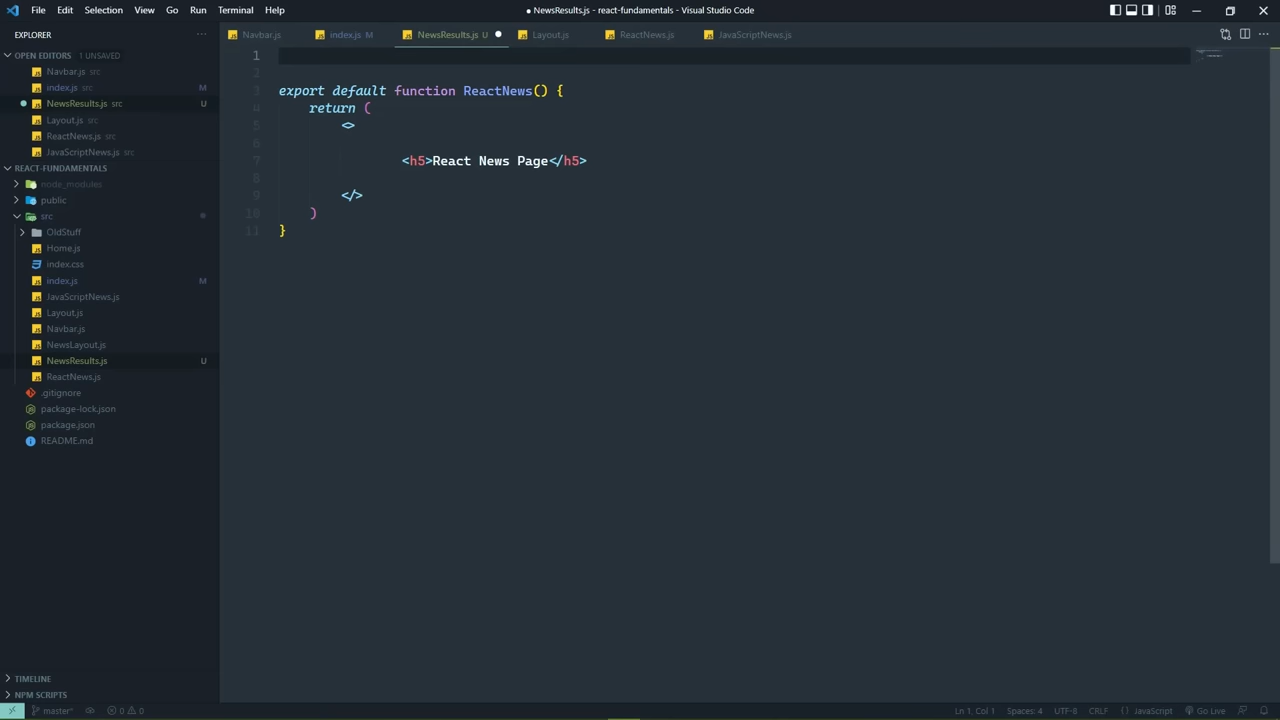 File Edit Selection View Go Run Terminal Help
● NewsResults.js - react-fundamentals - Visual Studio Code
EXPLORER
OPEN EDITORS 1 UNSAVED
Navbar.js src
index.js src M
NewsResults.js src U
Layout.js src
ReactNews.js src
JavaScriptNews.js src
REACT-FUNDAMENTALS
node_modules
public
src
OldStuff
Home.js
index.css
index.js M
JavaScriptNews.js
Layout.js
Navbar.js
NewsLayout.js
NewsResults.js U
ReactNews.js
.gitignore
package-lock.json
package.json
README.md
TIMELINE
NPM SCRIPTS
Navbar.js index.js M NewsResults.js U Layout.js ReactNews.js JavaScriptNews.js
1
2
3 export default function ReactNews() {
4 return (
5 <>
6
7 <h5>React News Page</h5>
8
9 </>
10 )
11 }
master* 0 0 Ln 1, Col 1 Spaces: 4 UTF-8 CRLF {} JavaScript Go Live